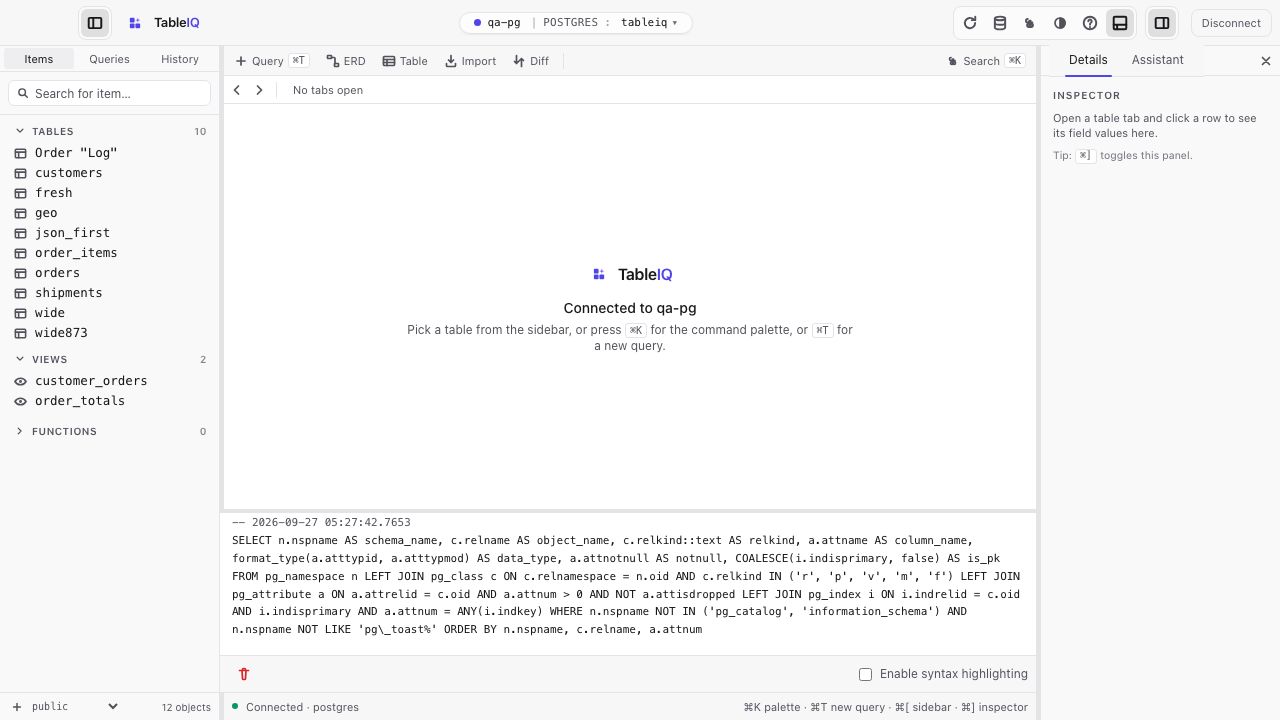 TableIQ
qa-pg | POSTGRES : tableiq ▾
Disconnect
Items Queries History
Search for item...
TABLES 10
Order "Log"
customers
fresh
geo
json_first
order_items
orders
shipments
wide
wide873
VIEWS 2
customer_orders
order_totals
FUNCTIONS 0
+ public
12 objects
+ Query ⌘T ERD Table Import Diff
Search ⌘K
No tabs open
TableIQ
Connected to qa-pg
Pick a table from the sidebar, or press ⌘K for the command palette, or ⌘T for
a new query.
-- 2026-09-27 05:27:42.7653
SELECT n.nspname AS schema_name, c.relname AS object_name, c.relkind::text AS relkind, a.attname AS column_name,
format_type(a.atttypid, a.atttypmod) AS data_type, a.attnotnull AS notnull, COALESCE(i.indisprimary, false) AS is_pk
FROM pg_namespace n LEFT JOIN pg_class c ON c.relnamespace = n.oid AND c.relkind IN ('r', 'p', 'v', 'm', 'f') LEFT JOIN
pg_attribute a ON a.attrelid = c.oid AND a.attnum > 0 AND NOT a.attisdropped LEFT JOIN pg_index i ON i.indrelid = c.oid
AND i.indisprimary AND a.attnum = ANY(i.indkey) WHERE n.nspname NOT IN ('pg_catalog', 'information_schema') AND
n.nspname NOT LIKE 'pg\_toast%' ORDER BY n.nspname, c.relname, a.attnum
Enable syntax highlighting
Connected · postgres
⌘K palette · ⌘T new query · ⌘[ sidebar · ⌘] inspector
Details Assistant
INSPECTOR
Open a table tab and click a row to see
its field values here.
Tip: ⌘] toggles this panel.